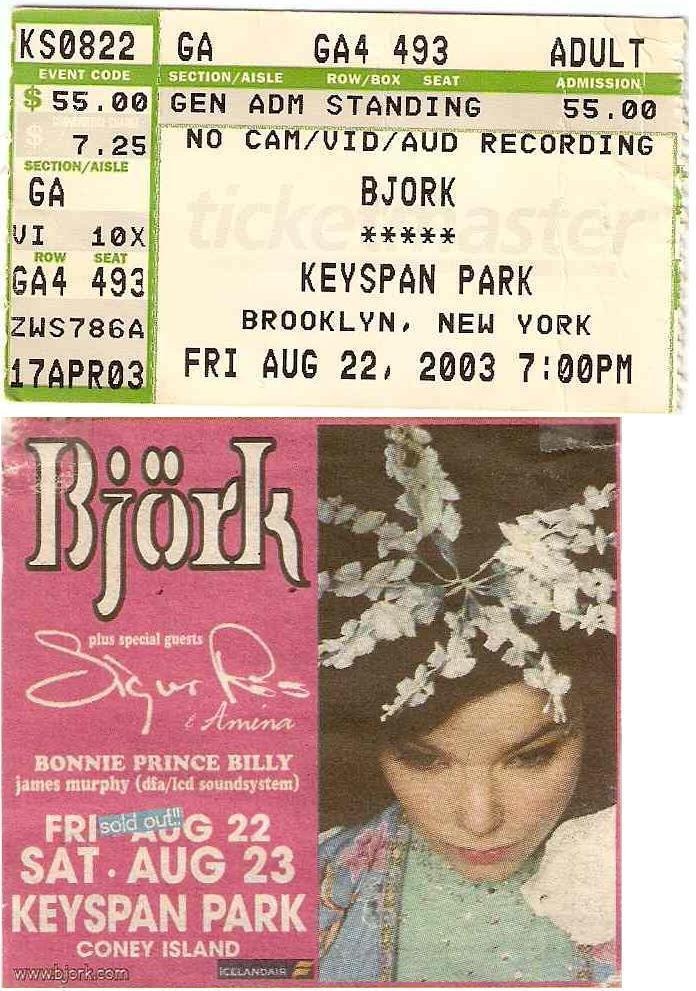 KS0822 GA GA4 493 ADULT
EVENT CODE SECTION/AISLE ROW/BOX SEAT ADMISSION
$ 55.00 GEN ADM STANDING 55.00
$ 7.25 NO CAM/VID/AUD RECORDING
SECTION/AISLE
GA BJORK
ticketmaster
VI 10X *****
ROW SEAT
GA4 493 KEYSPAN PARK
ZWS786A BROOKLYN, NEW YORK
17APR03 FRI AUG 22, 2003 7:00PM
Björk
plus special guests
Sigur Rós
& Amina
BONNIE PRINCE BILLY
james murphy (dfa/lcd soundsystem)
FRI sold out!! AUG 22
SAT. AUG 23
KEYSPAN PARK
CONEY ISLAND
www.bjork.com ICELANDAIR